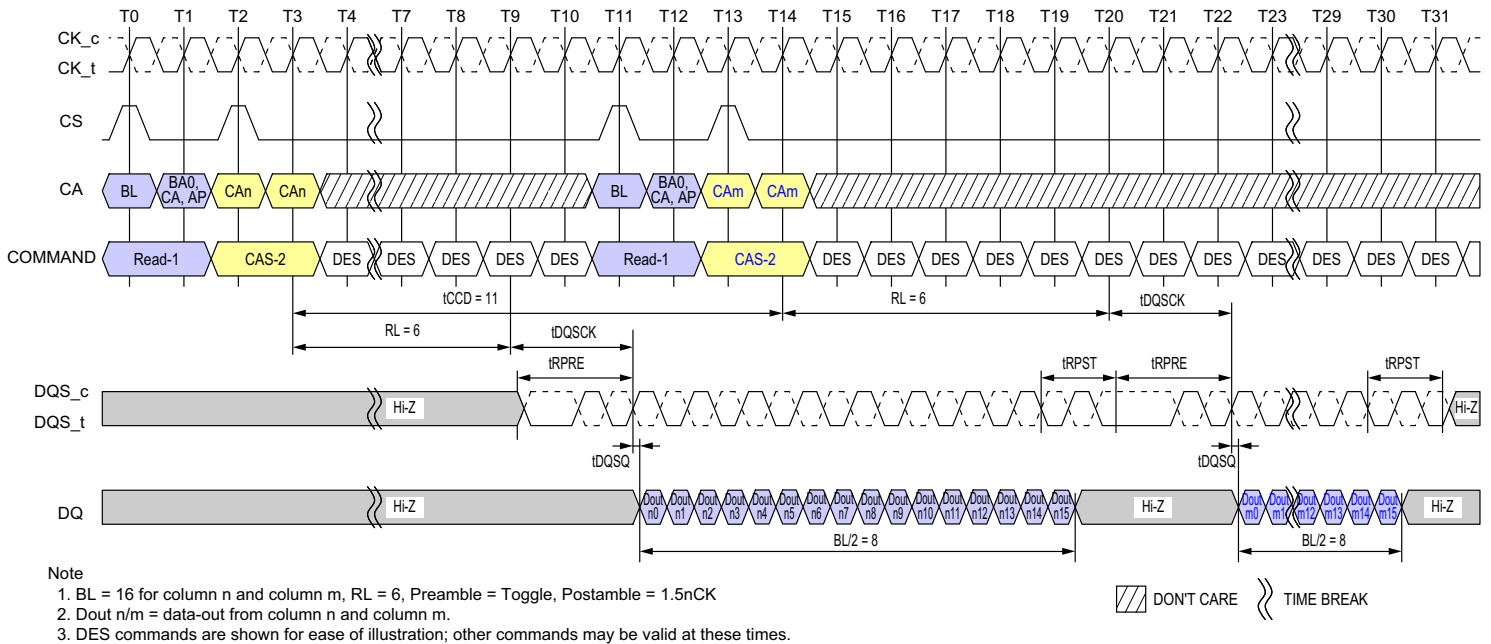 T0 T1 T2 T3 T4 T7 T8 T9 T10 T11 T12 T13 T14 T15 T16 T17 T18 T19 T20 T21 T22 T23 T29 T30 T31
CK_c
CK_t
CS
CA BL BA0, CA, AP CAn CAn BL BA0, CA, AP CAm CAm
COMMAND Read-1 CAS-2 DES DES DES DES DES Read-1 CAS-2 DES DES DES DES DES DES DES DES DES DES DES DES
tCCD = 11 RL = 6 tDQSCK
RL = 6 tDQSCK
tRPRE tRPST tRPRE tRPST
DQS_c
DQS_t
Hi-Z Hi-Z
tDQSQ tDQSQ
DQ Hi-Z Dout n0 Dout n1 Dout n2 Dout n3 Dout n4 Dout n5 Dout n6 Dout n7 Dout n8 Dout n9 Dout n10 Dout n11 Dout n12 Dout n13 Dout n14 Dout n15 Hi-Z Dout m0 Dout m1 Dout m12 Dout m13 Dout m14 Dout m15 Hi-Z
BL/2 = 8 BL/2 = 8
Note
1. BL = 16 for column n and column m, RL = 6, Preamble = Toggle, Postamble = 1.5nCK
2. Dout n/m = data-out from column n and column m.
3. DES commands are shown for ease of illustration; other commands may be valid at these times.
DON'T CARE TIME BREAK